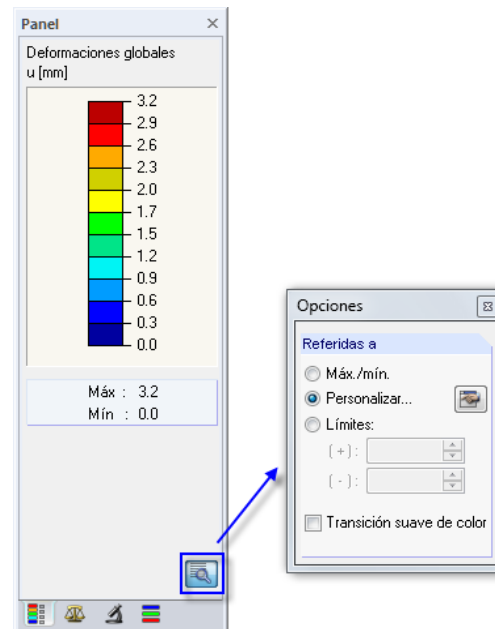 Panel
Deformaciones globales
u [mm]
3.2
2.9
2.6
2.3
2.0
1.7
1.5
1.2
0.9
0.6
0.3
0.0
Máx : 3.2
Mín : 0.0
Opciones
Referidas a
Máx./mín.
Personalizar...
Límites:
(+):
(-):
Transición suave de color